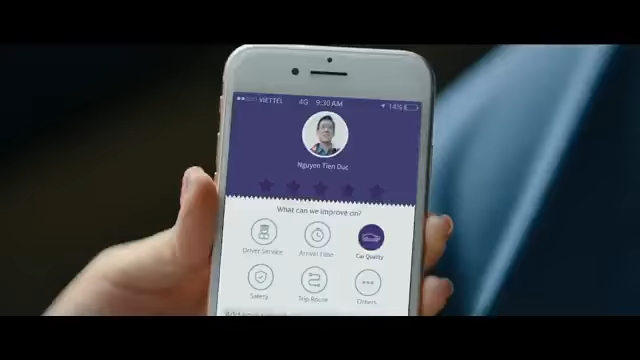 VIETTEL 4G 9:30 AM 14%
Nguyen Tien Duc
What can we improve on?
Driver Service Arrival Time Car Quality
Safety Trip Route Others